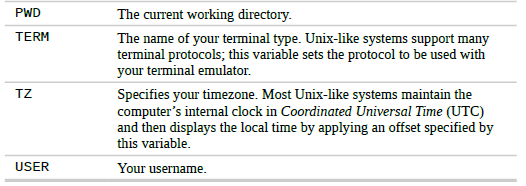 PWD The current working directory.
TERM The name of your terminal type. Unix-like systems support many
terminal protocols; this variable sets the protocol to be used with
your terminal emulator.
TZ Specifies your timezone. Most Unix-like systems maintain the
computer’s internal clock in Coordinated Universal Time (UTC)
and then displays the local time by applying an offset specified by
this variable.
USER Your username.